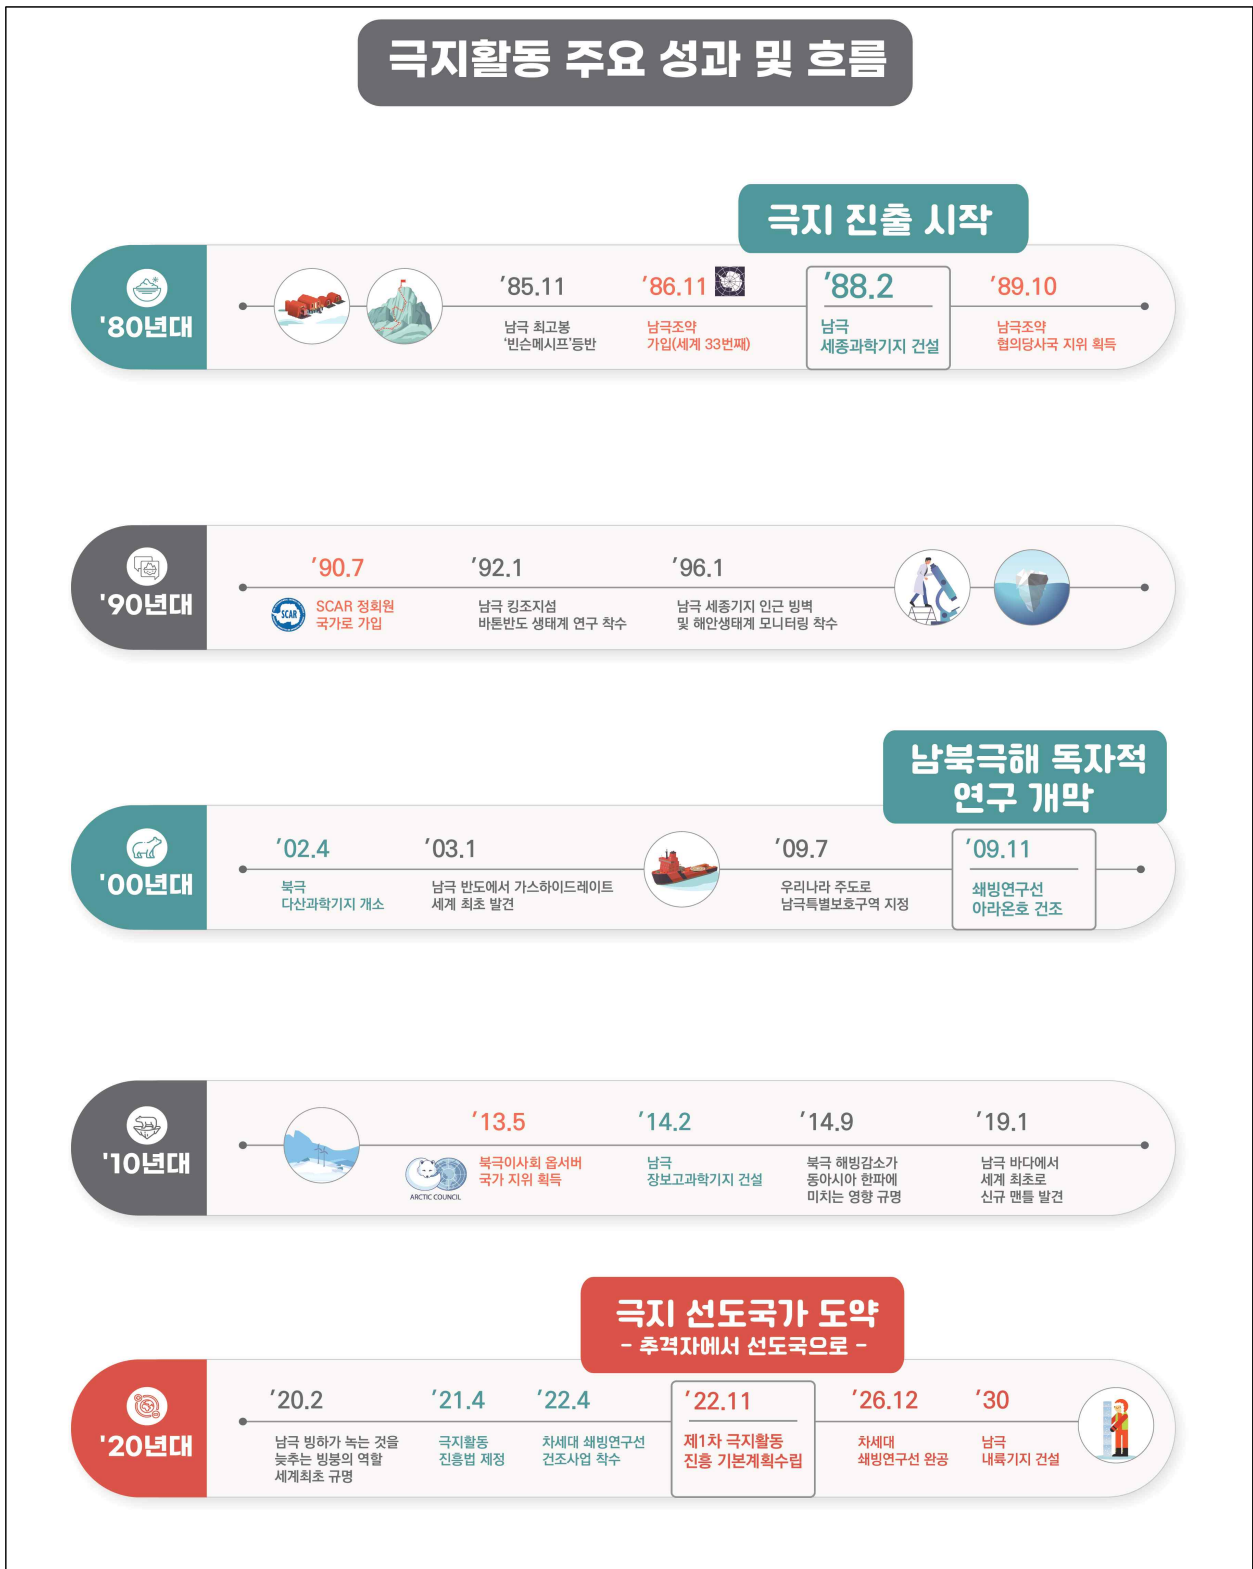 극지활동 주요 성과 및 흐름
극지 진출 시작
'80년대
'85.11
남극 최고봉
'빈슨메시프'등반
'86.11
남극조약
가입(세계 33번째)
'88.2
남극
세종과학기지 건설
'89.10
남극조약
협의당사국 지위 획득
'90년대
'90.7
SCAR
SCAR 정회원
국가로 가입
'92.1
남극 킹조지섬
바톤반도 생태계 연구 착수
'96.1
남극 세종기지 인근 빙벽
및 해안생태계 모니터링 착수
남북극해 독자적
연구 개막
'00년대
'02.4
북극
다산과학기지 개소
'03.1
남극 반도에서 가스하이드레이트
세계 최초 발견
'09.7
우리나라 주도로
남극특별보호구역 지정
'09.11
쇄빙연구선
아라온호 건조
'10년대
ARCTIC COUNCIL
'13.5
북극이사회 옵서버
국가 지위 획득
'14.2
남극
장보고과학기지 건설
'14.9
북극 해빙감소가
동아시아 한파에
미치는 영향 규명
'19.1
남극 바다에서
세계 최초로
신규 맨틀 발견
극지 선도국가 도약
- 추격자에서 선도국으로 -
'20년대
'20.2
남극 빙하가 녹는 것을
늦추는 빙붕의 역할
세계최초 규명
'21.4
극지활동
진흥법 제정
'22.4
차세대 쇄빙연구선
건조사업 착수
'22.11
제1차 극지활동
진흥 기본계획수립
'26.12
차세대
쇄빙연구선 완공
'30
남극
내륙기지 건설